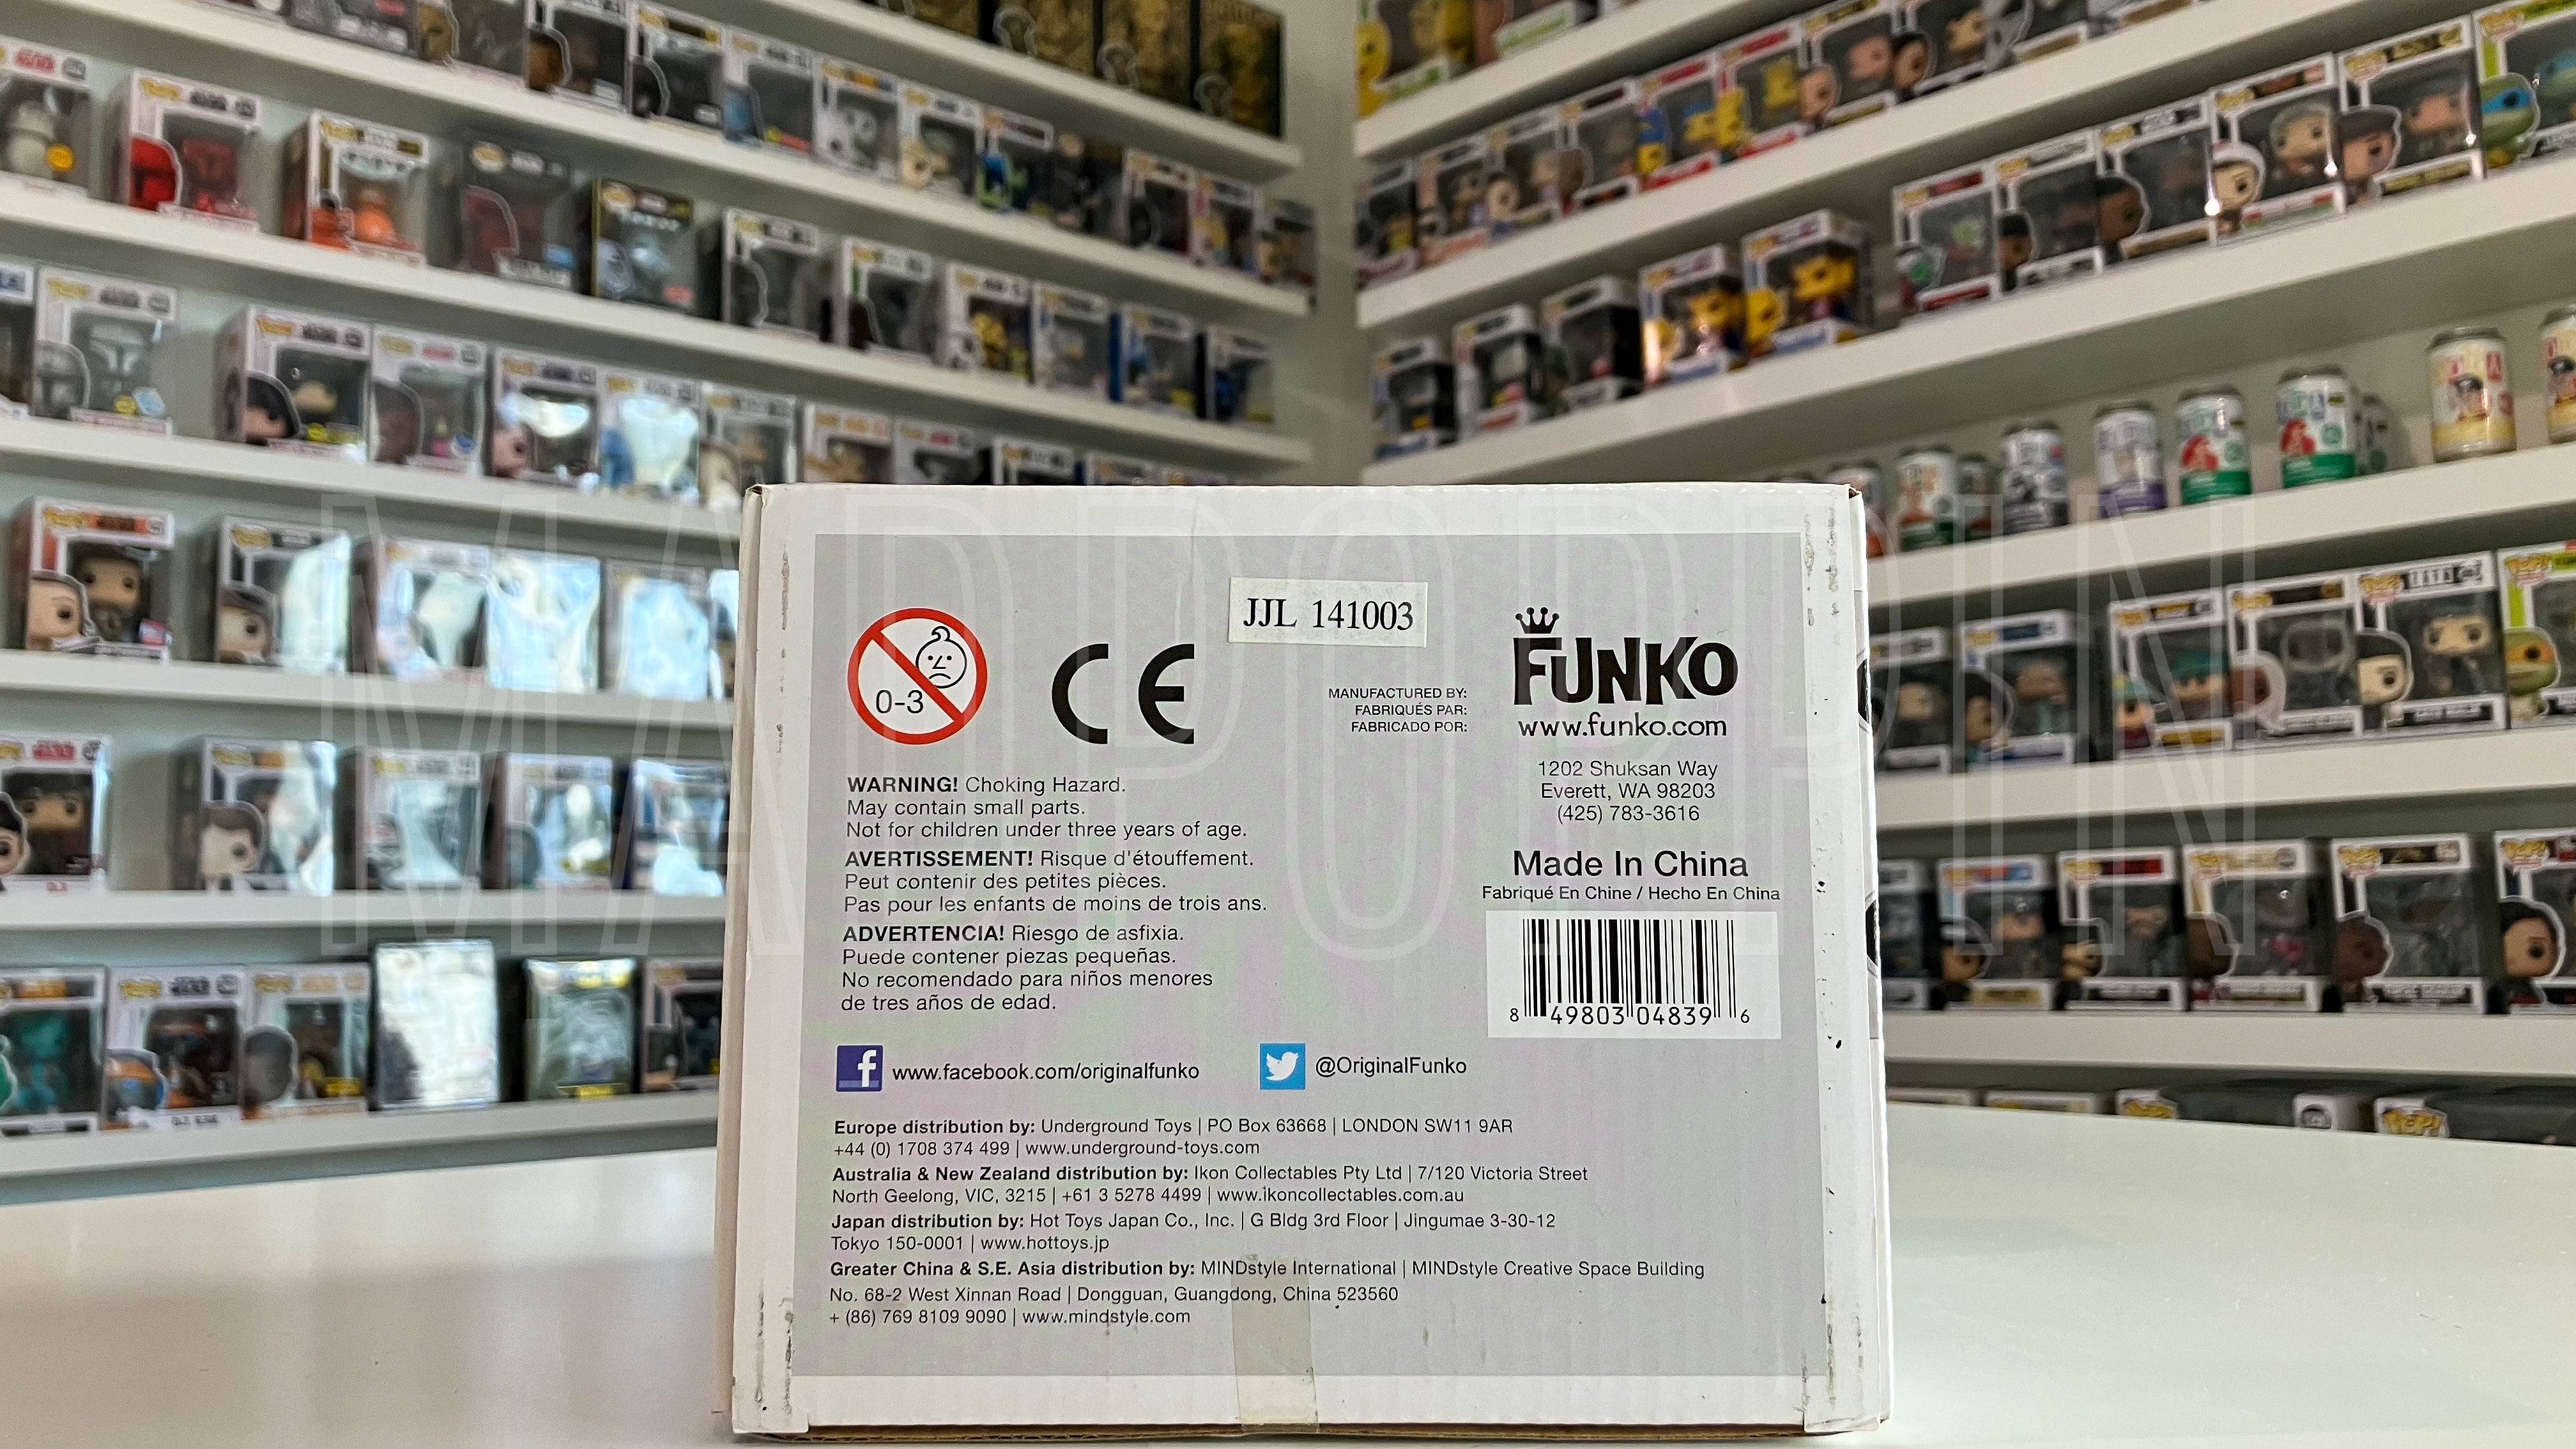 MADPOPPIN
JJL 141003
0-3
CE
MANUFACTURED BY:
FABRIQUÉS PAR:
FABRICADO POR:
FUNKO
www.funko.com
1202 Shuksan Way
Everett, WA 98203
(425) 783-3616
Made In China
Fabriqué En Chine / Hecho En China
8 49803 04839 6
WARNING! Choking Hazard.
May contain small parts.
Not for children under three years of age.
AVERTISSEMENT! Risque d'étouffement.
Peut contenir des petites pièces.
Pas pour les enfants de moins de trois ans.
ADVERTENCIA! Riesgo de asfixia.
Puede contener piezas pequeñas.
No recomendado para niños menores
de tres años de edad.
www.facebook.com/originalfunko
@OriginalFunko
Europe distribution by: Underground Toys | PO Box 63668 | LONDON SW11 9AR
+44 (0) 1708 374 499 | www.underground-toys.com
Australia & New Zealand distribution by: Ikon Collectables Pty Ltd | 7/120 Victoria Street
North Geelong, VIC, 3215 | +61 3 5278 4499 | www.ikoncollectables.com.au
Japan distribution by: Hot Toys Japan Co., Inc. | G Bldg 3rd Floor | Jingumae 3-30-12
Tokyo 150-0001 | www.hottoys.jp
Greater China & S.E. Asia distribution by: MINDstyle International | MINDstyle Creative Space Building
No. 68-2 West Xinnan Road | Dongguan, Guangdong, China 523560
+ (86) 769 8109 9090 | www.mindstyle.com